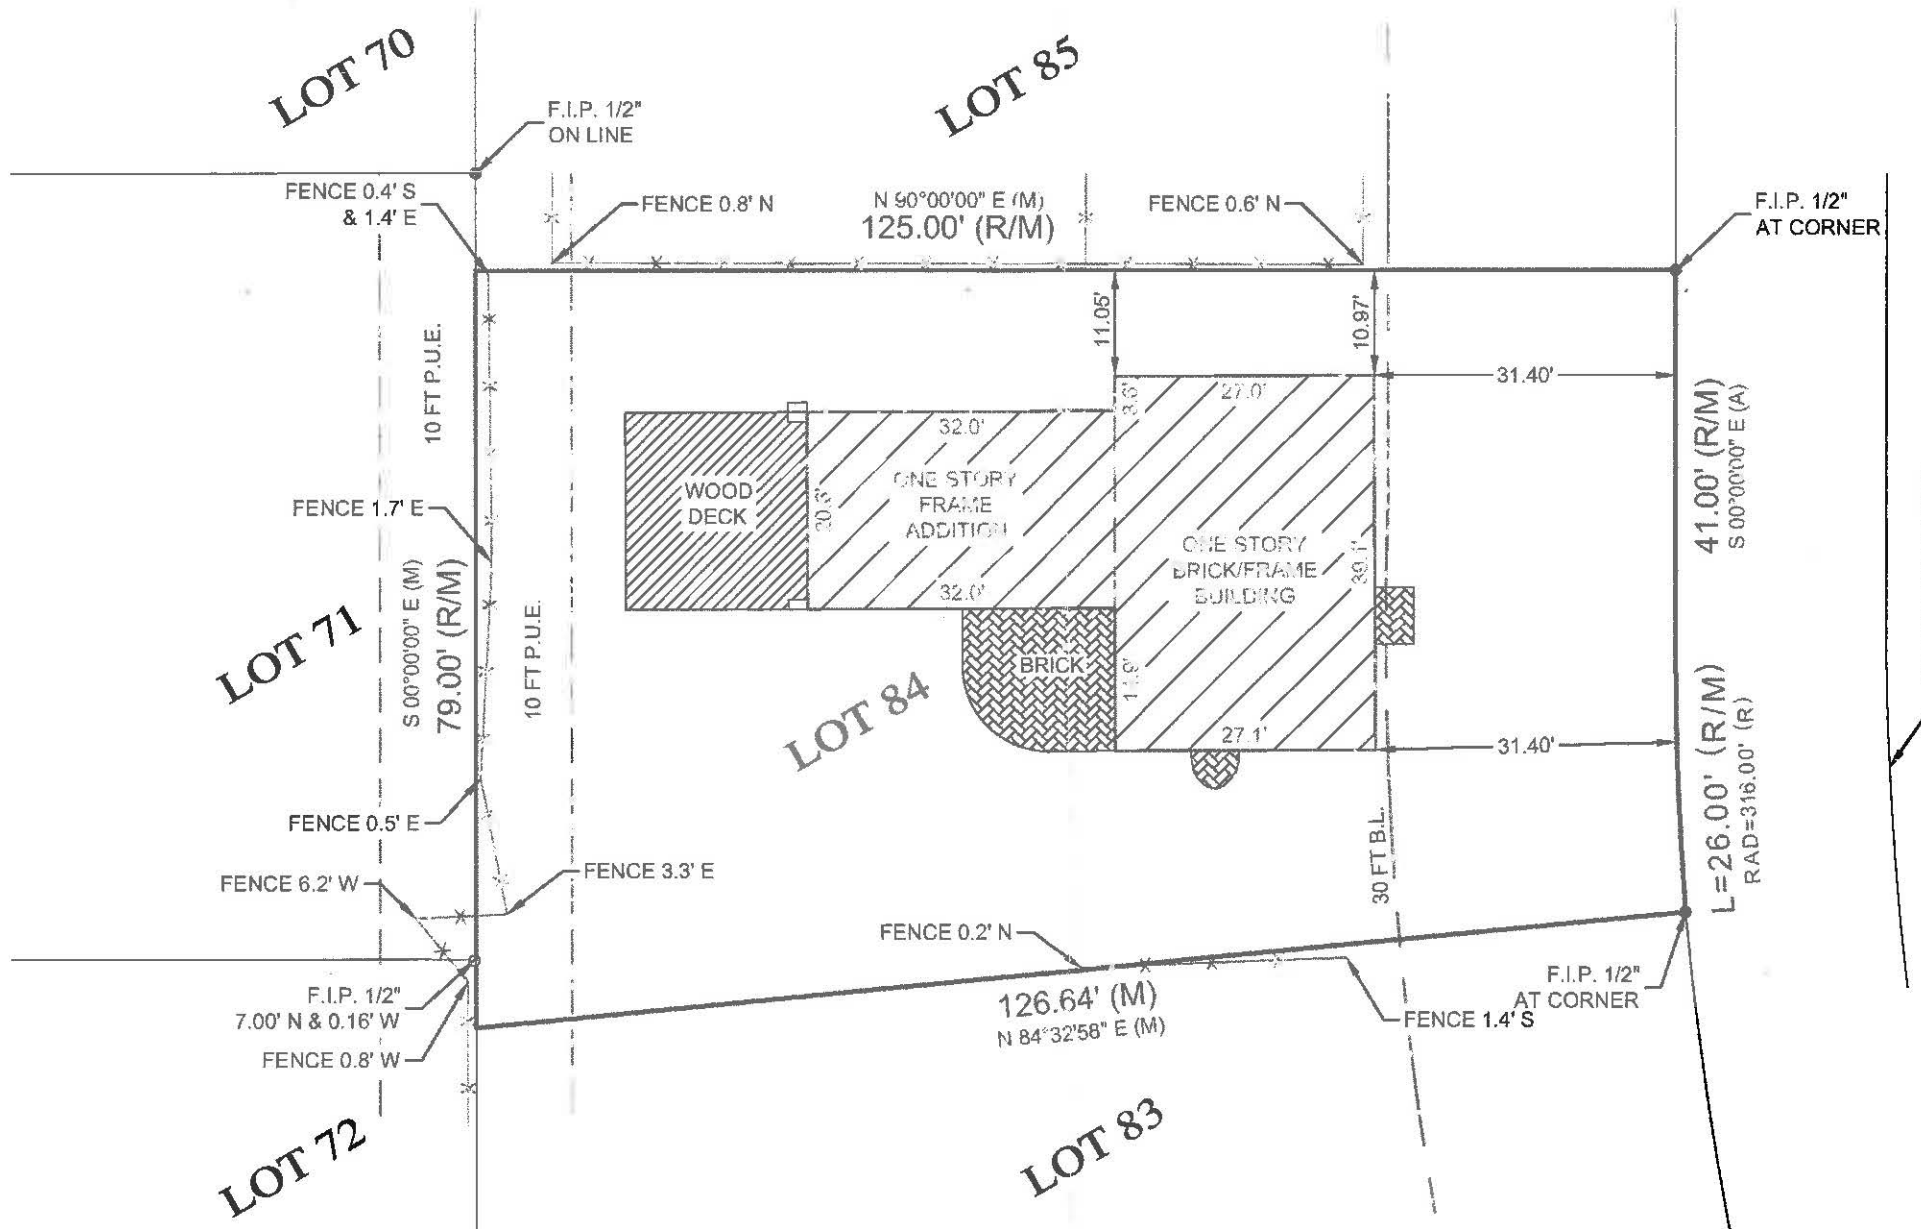 LOT 70
LOT 85
F.I.P. 1/2"
ON LINE
FENCE 0.4' S
& 1.4' E
FENCE 0.8' N
N 90°00'00" E (M)
125.00' (R/M)
FENCE 0.6' N
F.I.P. 1/2"
AT CORNER
11.05'
10.97'
31.40'
10 FT P.U.E.
27.0'
32.0'
41.00' (R/M)
S 00°00'00" E (A)
WOOD
DECK
ONE STORY
FRAME
ADDITION
FENCE 1.7' E
ONE STORY
BRICK/FRAME
BUILDING
39.1'
32.0'
LOT 71
S 00°00'00" E (M)
79.00' (R/M)
10 FT P.U.E.
BRICK
LOT 84
27.1'
31.40'
L=26.00' (R/M)
RAD=316.00' (R)
FENCE 0.5' E
30 FT B.L.
FENCE 6.2' W
FENCE 3.3' E
FENCE 0.2' N
F.I.P. 1/2"
7.00' N & 0.16' W
126.64' (M)
N 84°32'58" E (M)
F.I.P. 1/2"
AT CORNER
FENCE 1.4' S
FENCE 0.8' W
LOT 72
LOT 83